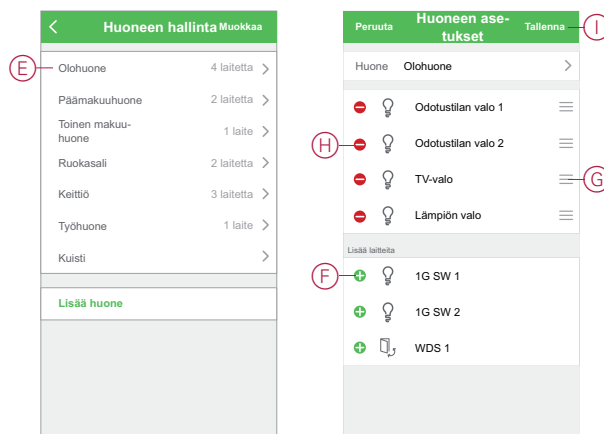 Huoneen hallinta Muokkaa
E
Olohuone 4 laitetta
Päämakuuhuone 2 laitetta
Toinen makuu-
huone 1 laite
Ruokasali 2 laitetta
Keittiö 3 laitetta
Työhuone 1 laite
Kuisti
Lisää huone
Peruuta Huoneen ase-
tukset Tallenna
I
Huone Olohuone
Odotustilan valo 1
H
Odotustilan valo 2
TV-valo
G
Lämpiön valo
Lisää laitteita
F
1G SW 1
1G SW 2
WDS 1